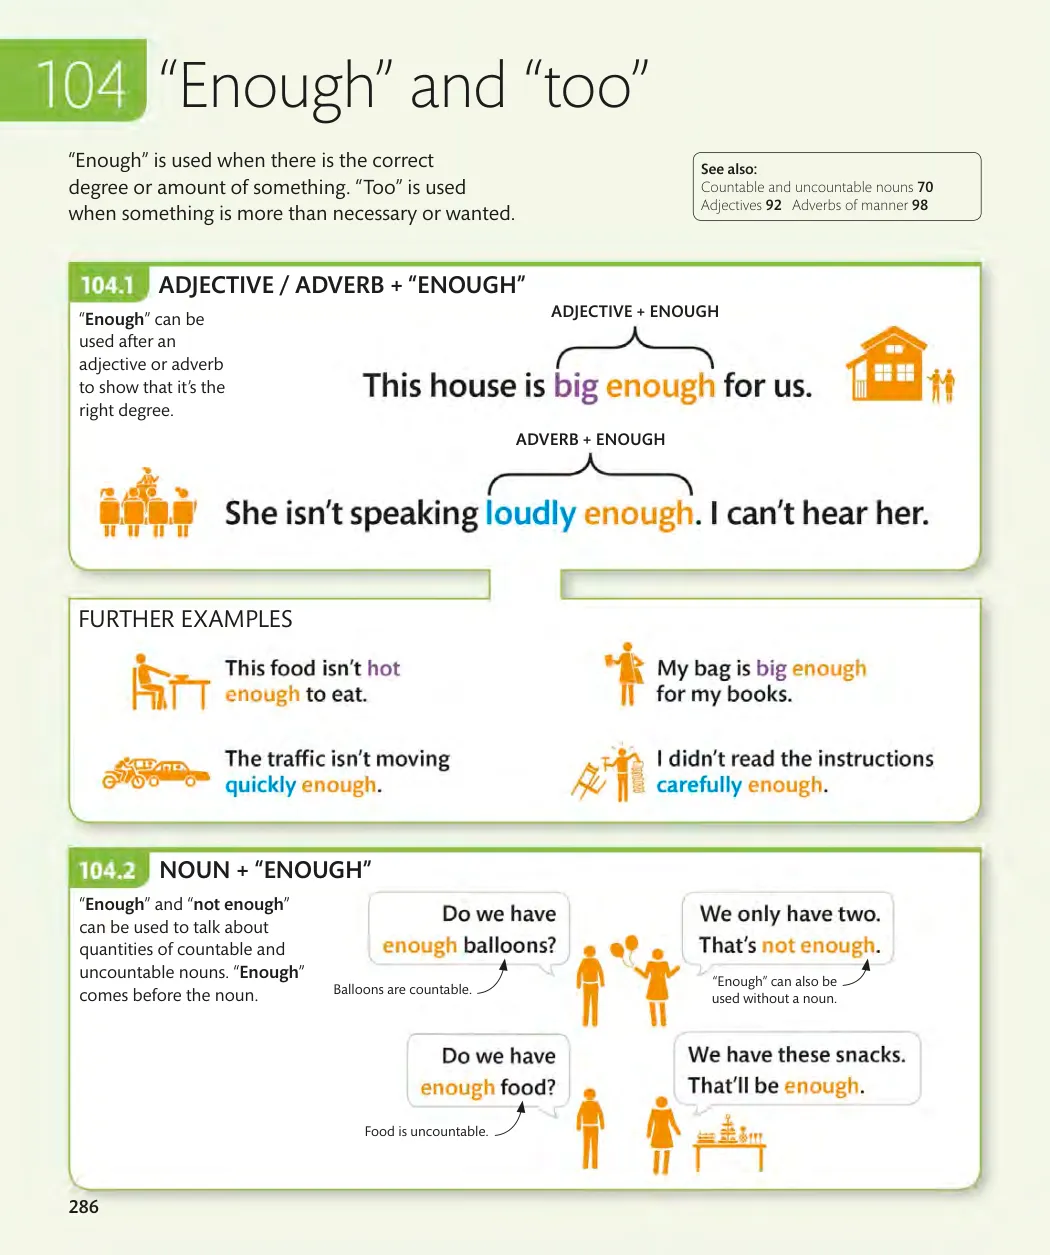 104 “Enough” and “too”
“Enough” is used when there is the correct
degree or amount of something. “Too” is used
when something is more than necessary or wanted.
See also:
Countable and uncountable nouns 70
Adjectives 92 Adverbs of manner 98
104.1 ADJECTIVE / ADVERB + “ENOUGH”
“Enough” can be
used after an
adjective or adverb
to show that it’s the
right degree.
ADJECTIVE + ENOUGH
This house is big enough for us.
ADVERB + ENOUGH
She isn’t speaking loudly enough. I can’t hear her.
FURTHER EXAMPLES
This food isn’t hot
enough to eat.
My bag is big enough
for my books.
The traffic isn’t moving
quickly enough.
I didn’t read the instructions
carefully enough.
104.2 NOUN + “ENOUGH”
“Enough” and “not enough”
can be used to talk about
quantities of countable and
uncountable nouns. “Enough”
comes before the noun.
Do we have
enough balloons?
Balloons are countable.
We only have two.
That’s not enough.
“Enough” can also be
used without a noun.
Do we have
enough food?
Food is uncountable.
We have these snacks.
That’ll be enough.
286